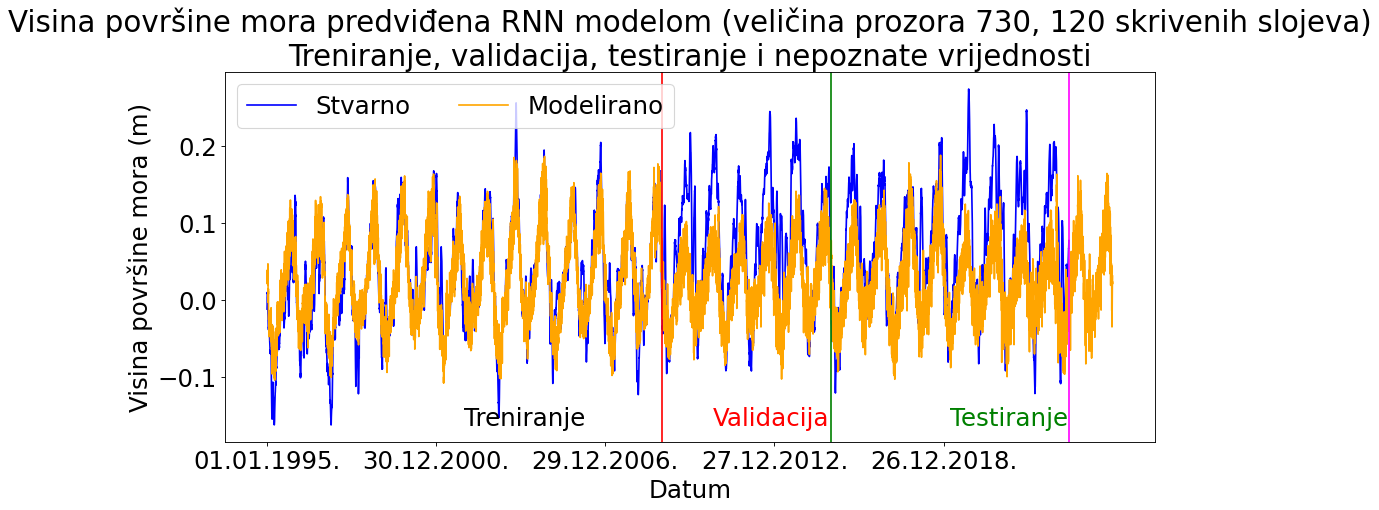 Visina površine mora predviđena RNN modelom (veličina prozora 730, 120 skrivenih slojeva)
Treniranje, validacija, testiranje i nepoznate vrijednosti
Stvarno Modelirano
Visina površine mora (m)
0.2
0.1
0.0
−0.1
Treniranje Validacija Testiranje
01.01.1995. 30.12.2000. 29.12.2006. 27.12.2012. 26.12.2018.
Datum